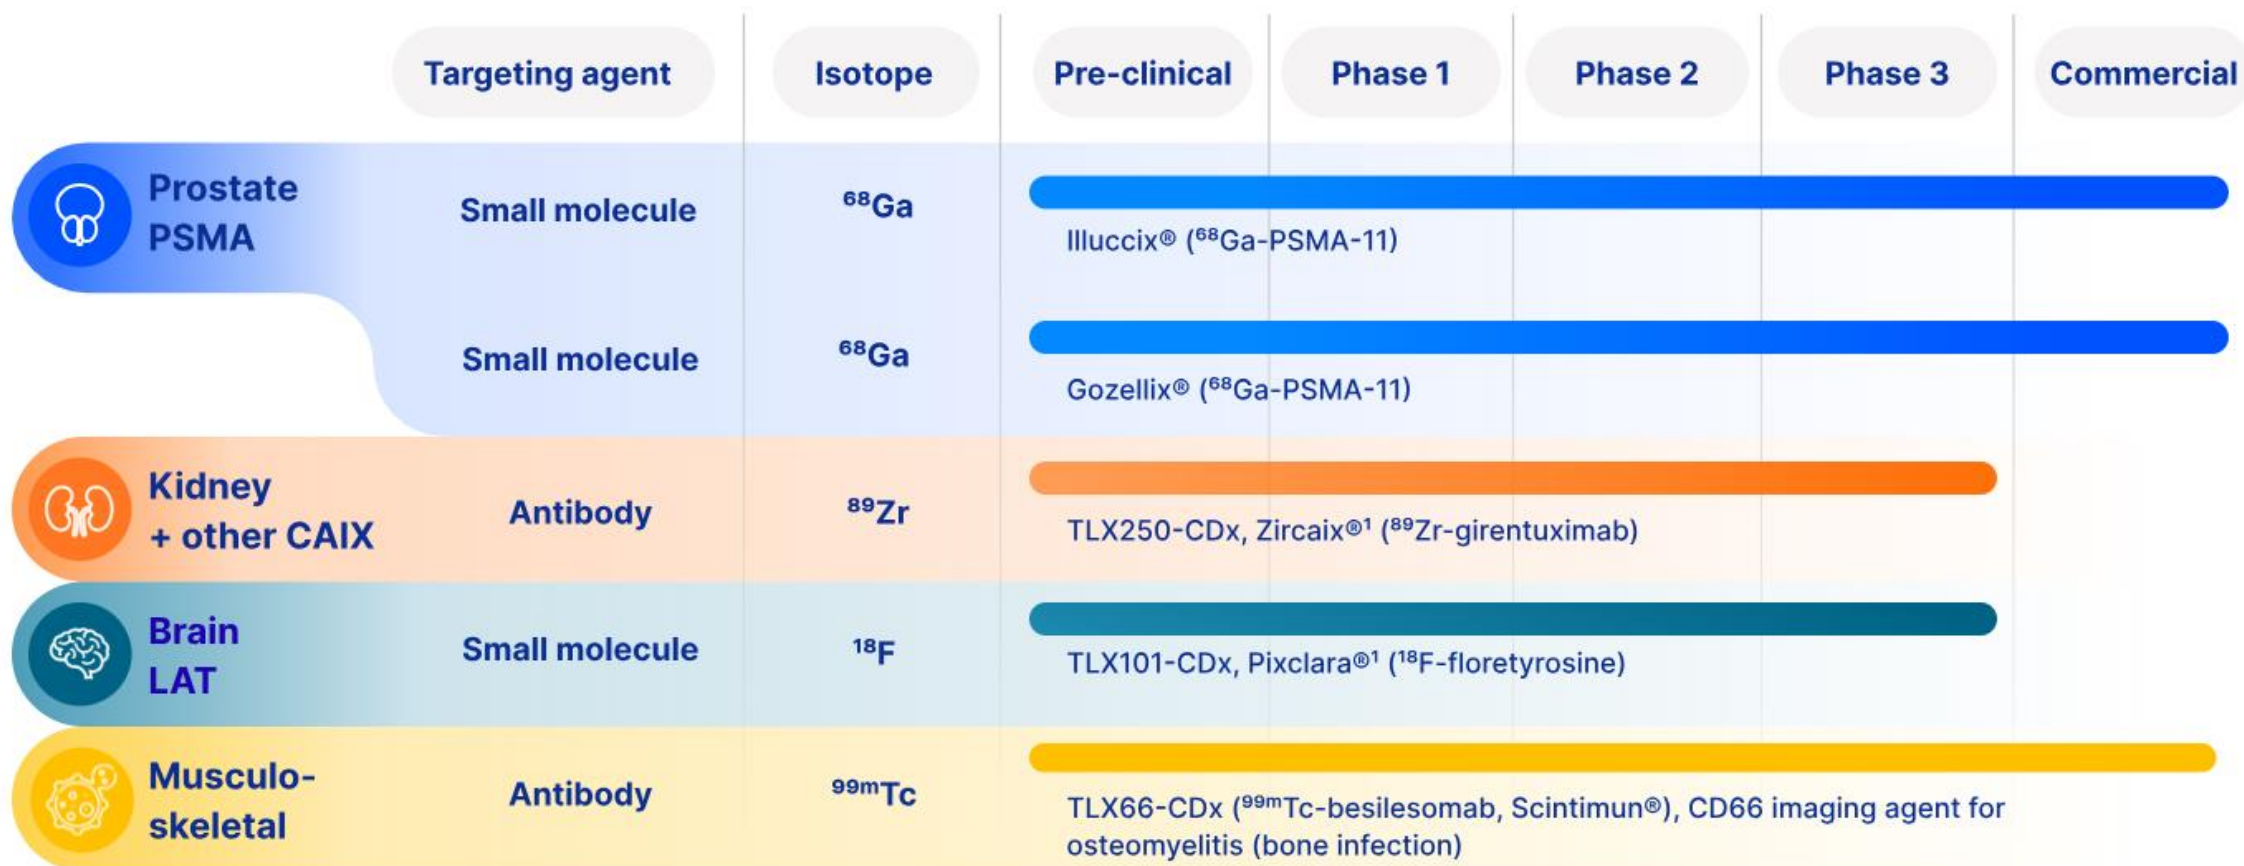 Targeting agent
Isotope
Pre-clinical
Phase 1
Phase 2
Phase 3
Commercial
Prostate
PSMA
Small molecule
⁶⁸Ga
Illuccix® (⁶⁸Ga-PSMA-11)
Small molecule
⁶⁸Ga
Gozellix® (⁶⁸Ga-PSMA-11)
Kidney
+ other CAIX
Antibody
⁸⁹Zr
TLX250-CDx, Zircaix®¹ (⁸⁹Zr-girentuximab)
Brain
LAT
Small molecule
¹⁸F
TLX101-CDx, Pixclara®¹ (¹⁸F-floretyrosine)
Musculo-
skeletal
Antibody
⁹⁹ᵐTc
TLX66-CDx (⁹⁹ᵐTc-besilesomab, Scintimun®), CD66 imaging agent for
osteomyelitis (bone infection)